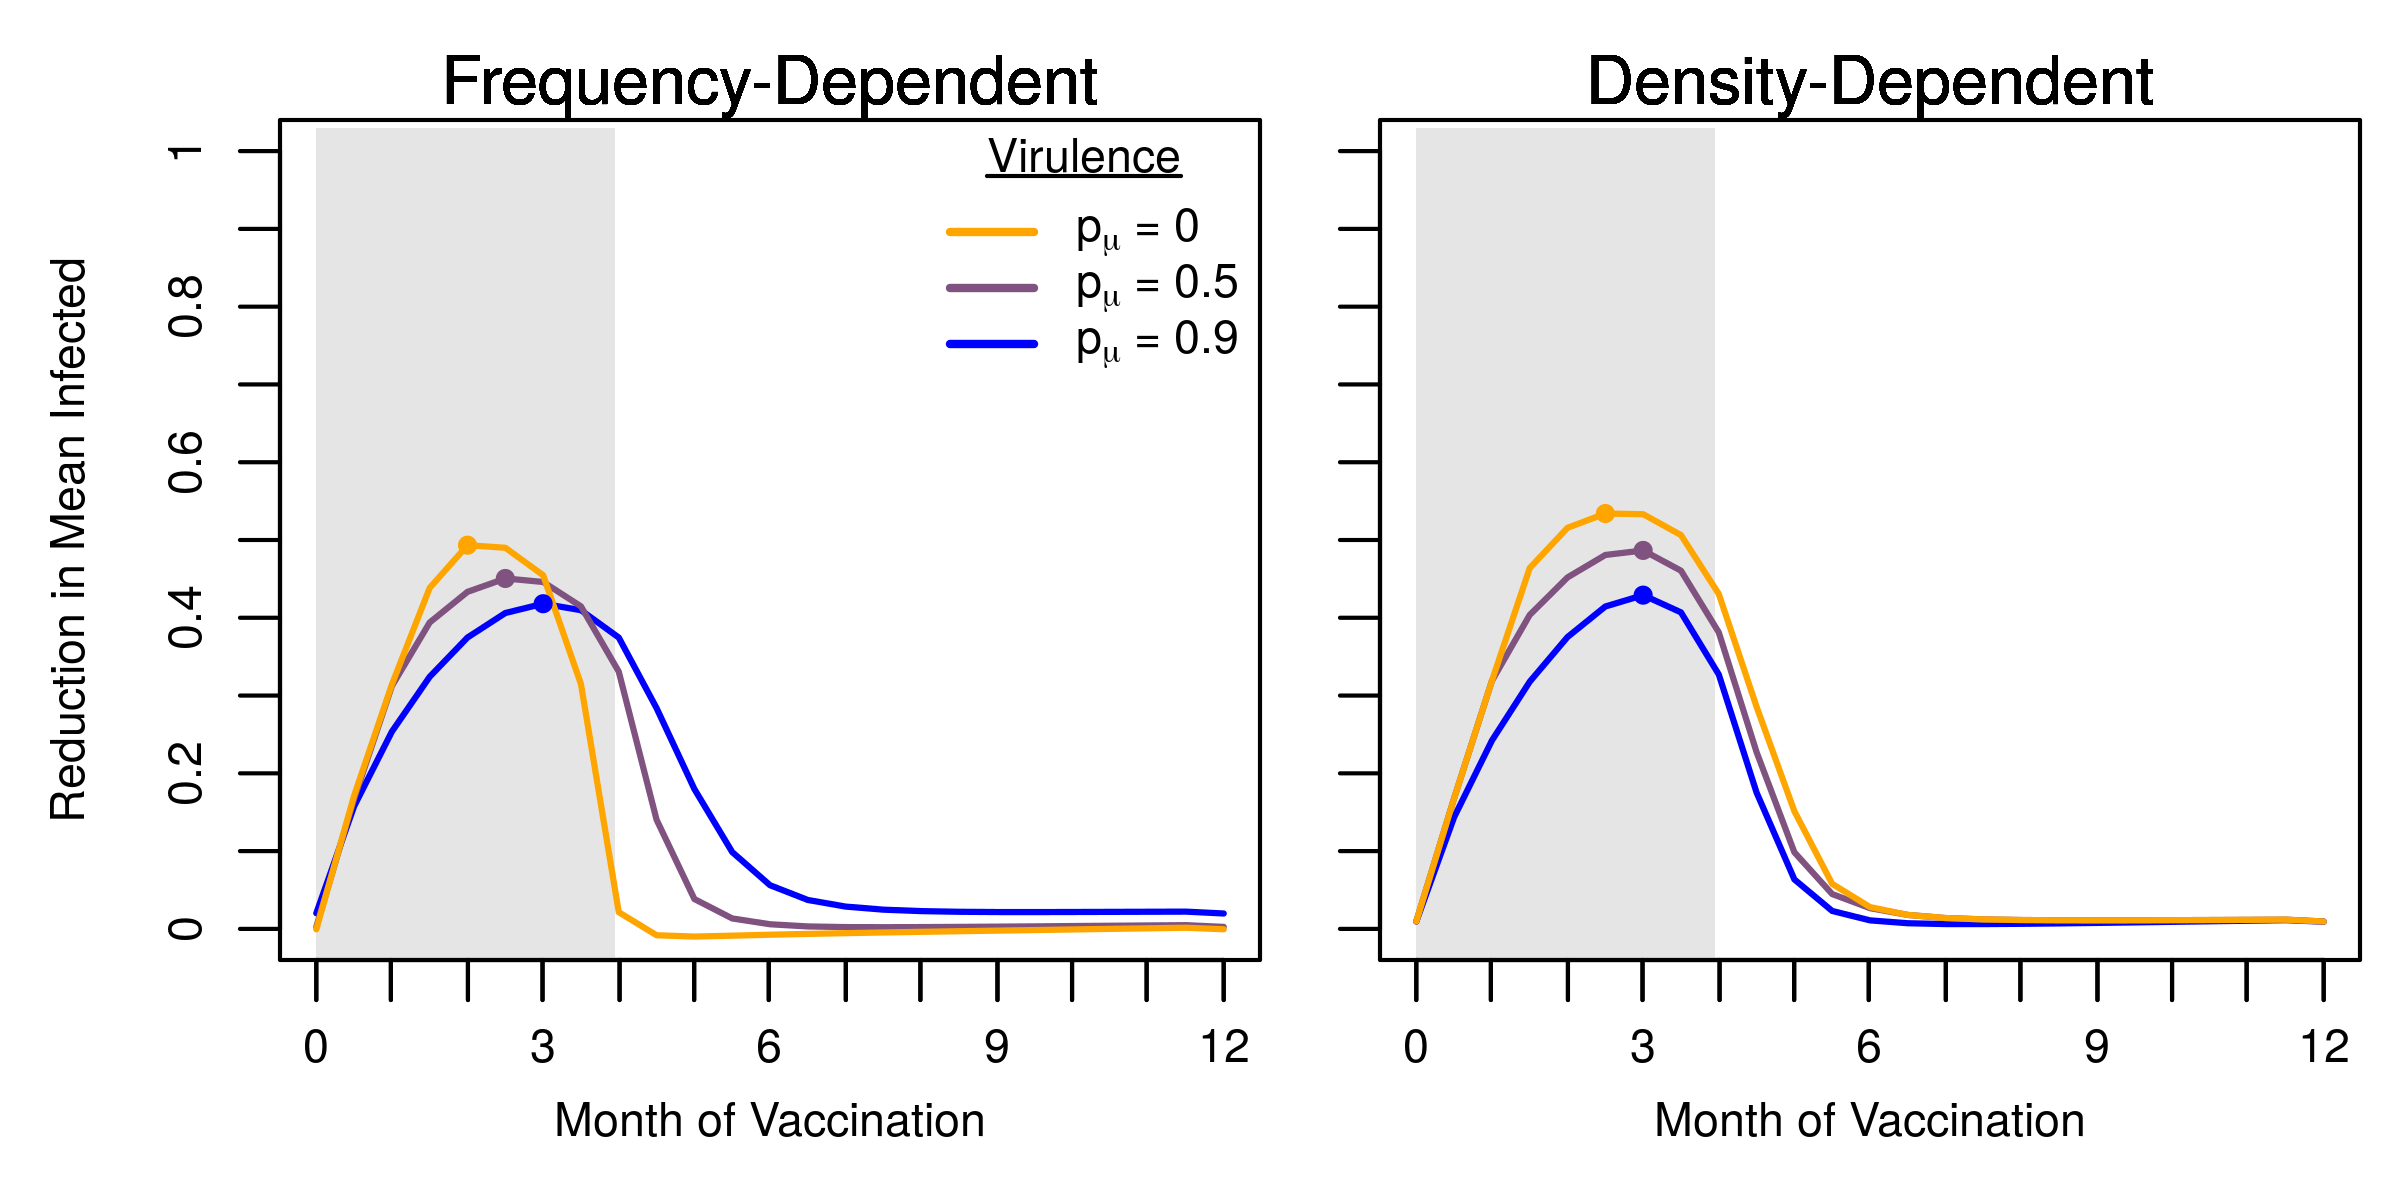 Frequency-Dependent
Density-Dependent
Reduction in Mean Infected
1
0.8
0.6
0.4
0.2
0
Virulence
pμ = 0
pμ = 0.5
pμ = 0.9
0 3 6 9 12
0 3 6 9 12
Month of Vaccination
Month of Vaccination